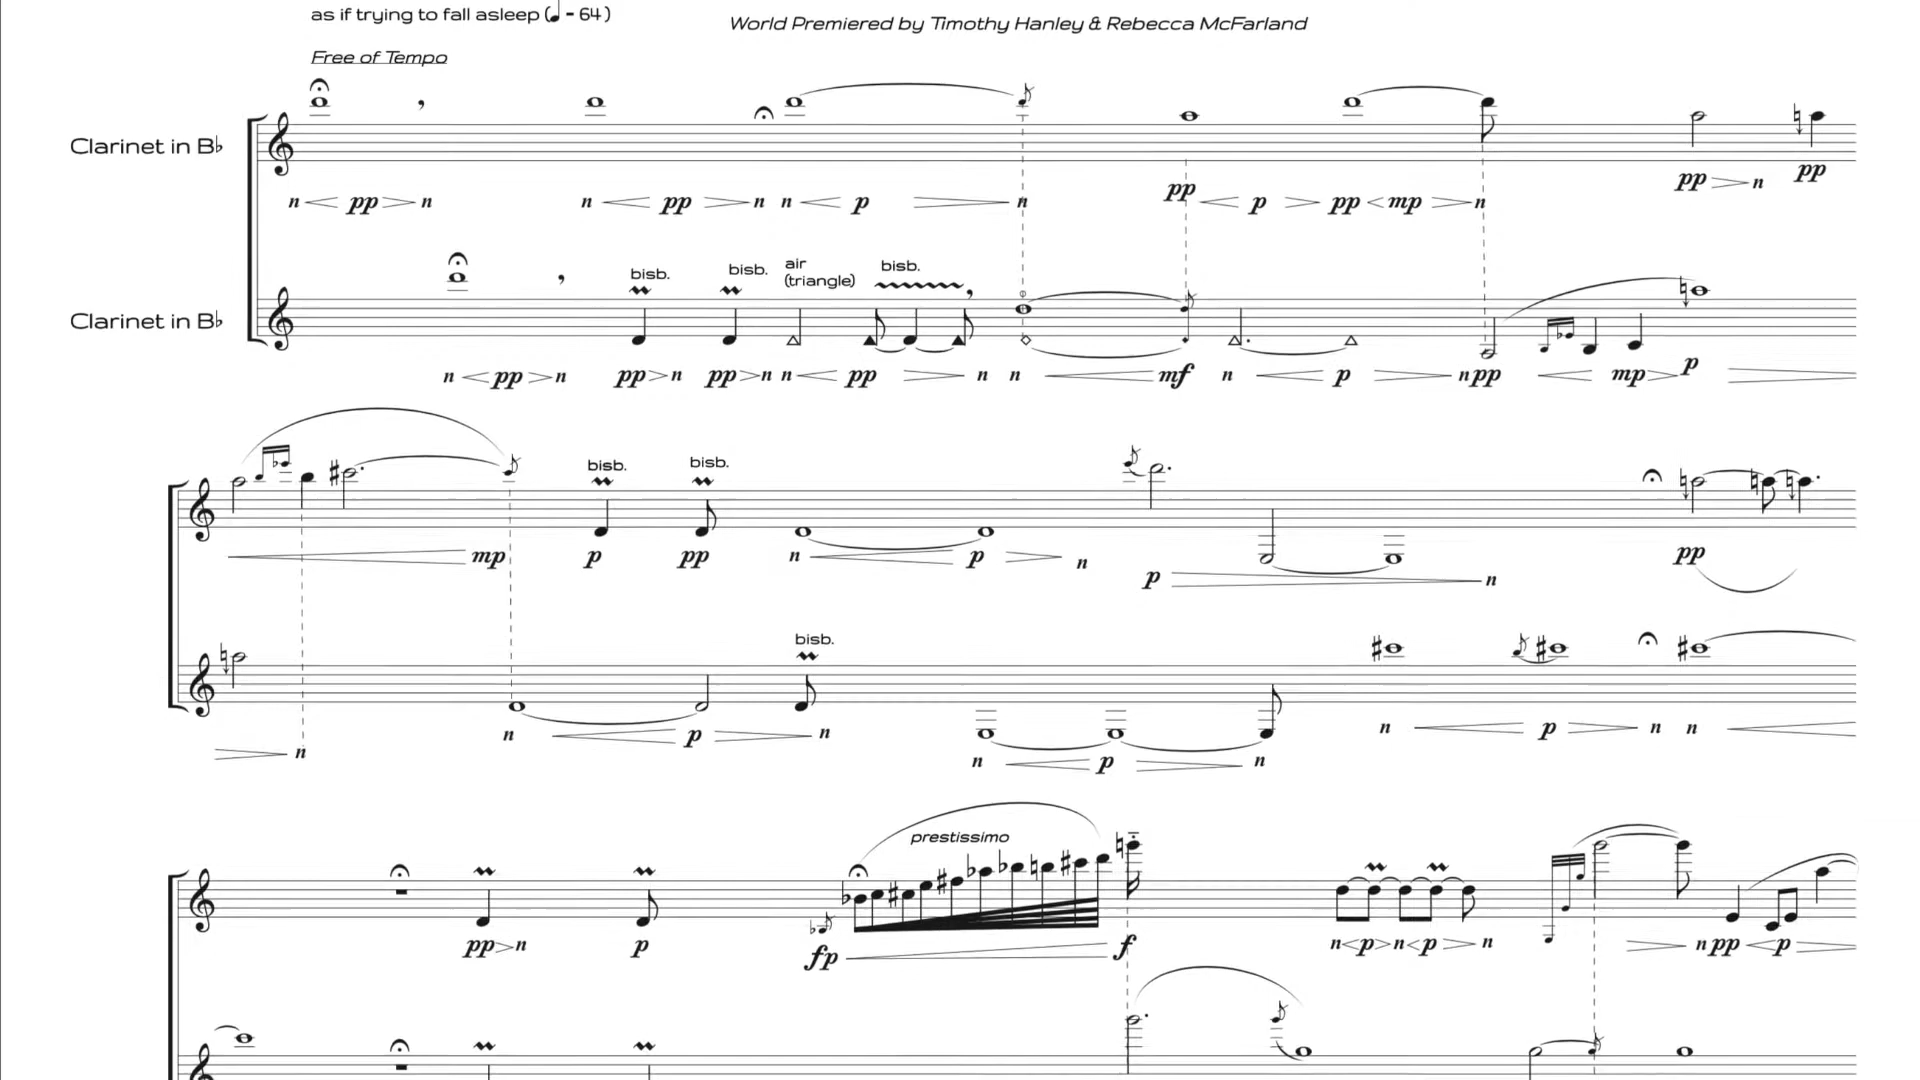 as if trying to fall asleep (♩ = 64)
World Premiered by Timothy Hanley & Rebecca McFarland
Free of Tempo
Clarinet in B♭
n pp n n pp n n p n pp p pp mp n pp n pp
bisb. bisb. air (triangle) bisb.
Clarinet in B♭
n pp n pp n pp n n pp n n mf n p n pp mp p
bisb. bisb.
mp p pp n p n p n pp
bisb.
n n p n n p n n p n n
prestissimo
pp n p fp f n p n p n n pp p